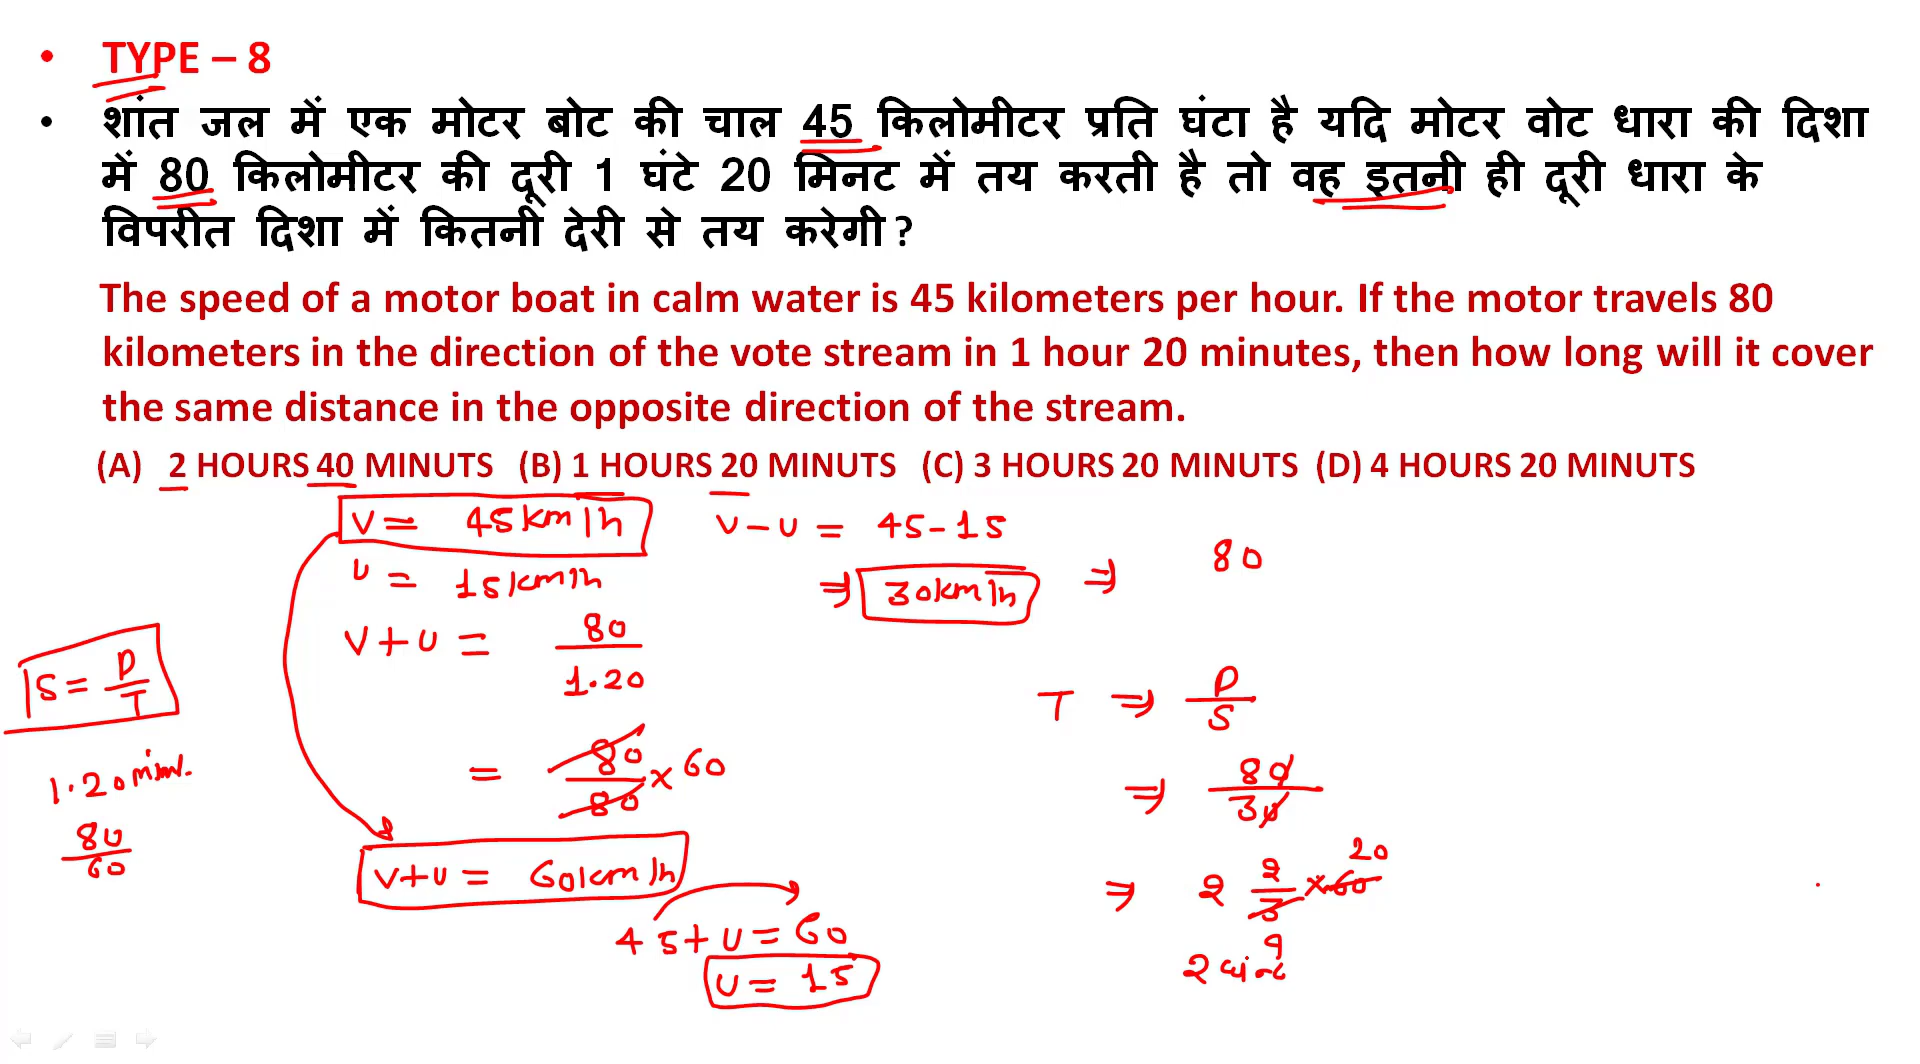 • TYPE – 8
• शांत जल में एक मोटर बोट की चाल 45 किलोमीटर प्रति घंटा है यदि मोटर वोट धारा की दिशा
में 80 किलोमीटर की दूरी 1 घंटे 20 मिनट में तय करती है तो वह इतनी ही दूरी धारा के
विपरीत दिशा में कितनी देरी से तय करेगी ?
The speed of a motor boat in calm water is 45 kilometers per hour. If the motor travels 80
kilometers in the direction of the vote stream in 1 hour 20 minutes, then how long will it cover
the same distance in the opposite direction of the stream.
(A) 2 HOURS 40 MINUTS (B) 1 HOURS 20 MINUTS (C) 3 HOURS 20 MINUTS (D) 4 HOURS 20 MINUTS
V = 45 km/h
u = 15 km/h
V + u = 80/1.20
= 80/80 × 60
V+u = 60 km/h
45 + u = 60
u = 15
S = D/T
1.20 min.
80/60
V – u = 45 - 15
⇒ 30 km/h ⇒ 80
T ⇒ D/S
⇒ 80/30
⇒ 2 2/3 × 60 20
2